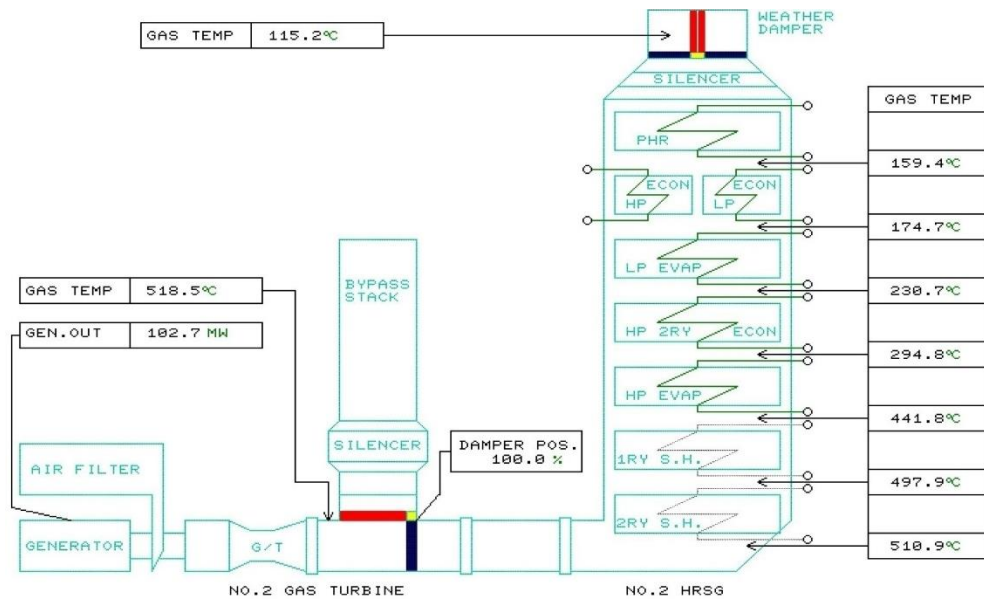 WEATHER
DAMPER
GAS TEMP 115.2℃
SILENCER
GAS TEMP
PHR
159.4℃
ECON
HP
ECON
LP
174.7℃
BYPASS
STACK
LP EVAP
GAS TEMP 518.5℃
230.7℃
GEN.OUT 102.7 MW
HP 2RY ECON
294.8℃
HP EVAP
441.8℃
SILENCER
DAMPER POS.
100.0 %
1RY S.H.
AIR FILTER
497.9℃
2RY S.H.
GENERATOR
G/T
510.9℃
NO.2 GAS TURBINE
NO.2 HRSG